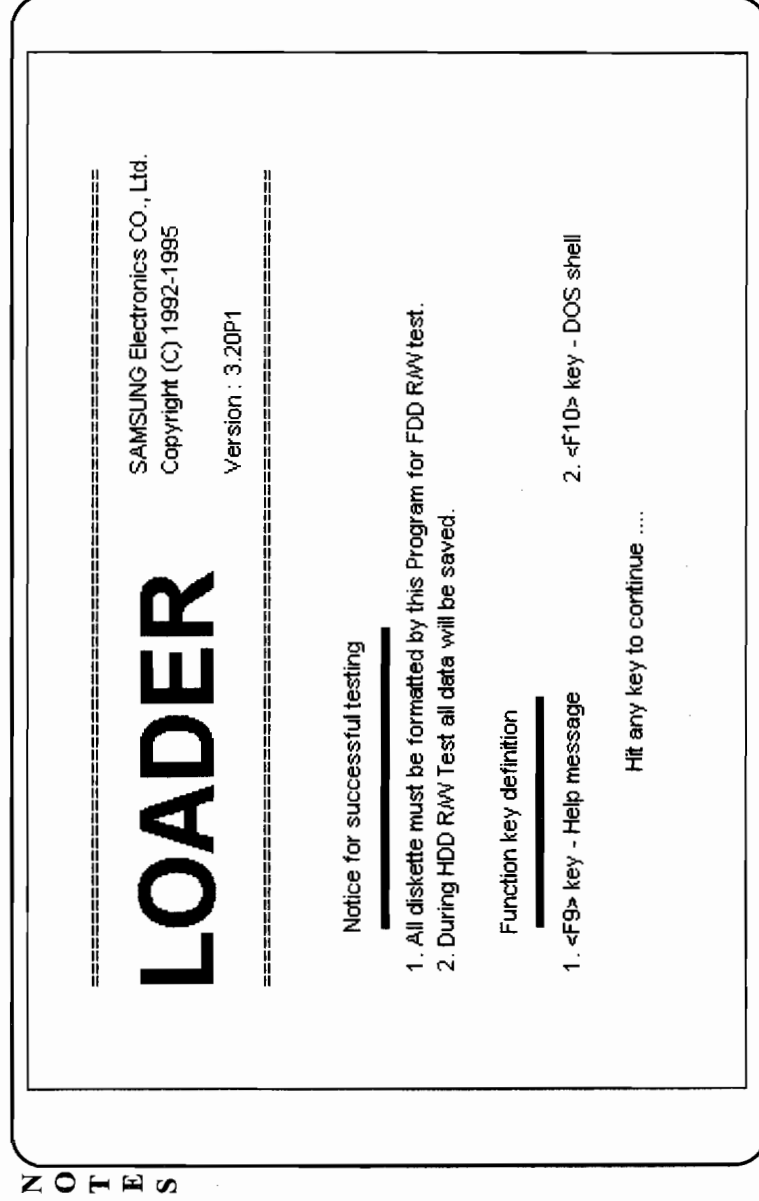 N
O
T
E
S
==================================================
LOADER
SAMSUNG Electronics CO., Ltd.
Copyright (C) 1992-1995
Version : 3.20P1
==================================================
Notice for successful testing
1. All diskette must be formatted by this Program for FDD R/W test.
2. During HDD R/W Test all data will be saved.
Function key definition
1. <F9> key - Help message 2. <F10> key - DOS shell
Hit any key to continue ....